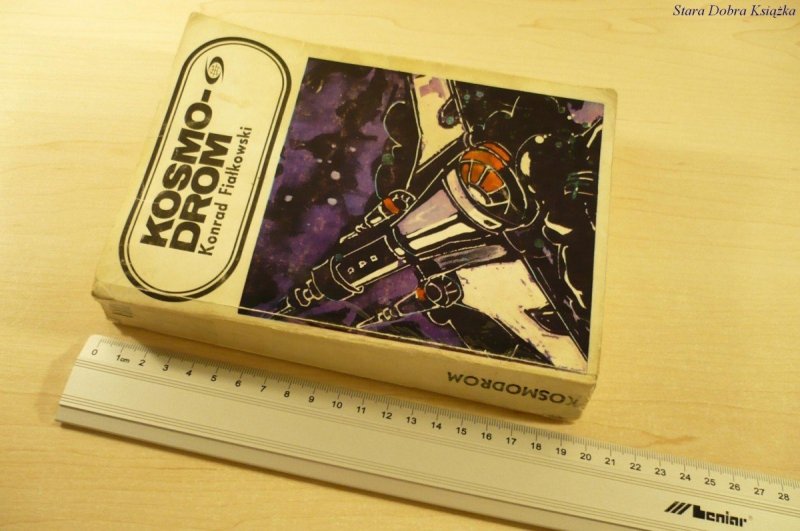 Stara Dobra Książka
KOSMO-
DROM
Konrad Fiałkowski
KOSMODROM
0 1cm 2 3 4 5 6 7 8 9 10 11 12 13 14 15 16 17 18 19 20 21 22 23 24 25 26 27 28
Leniar